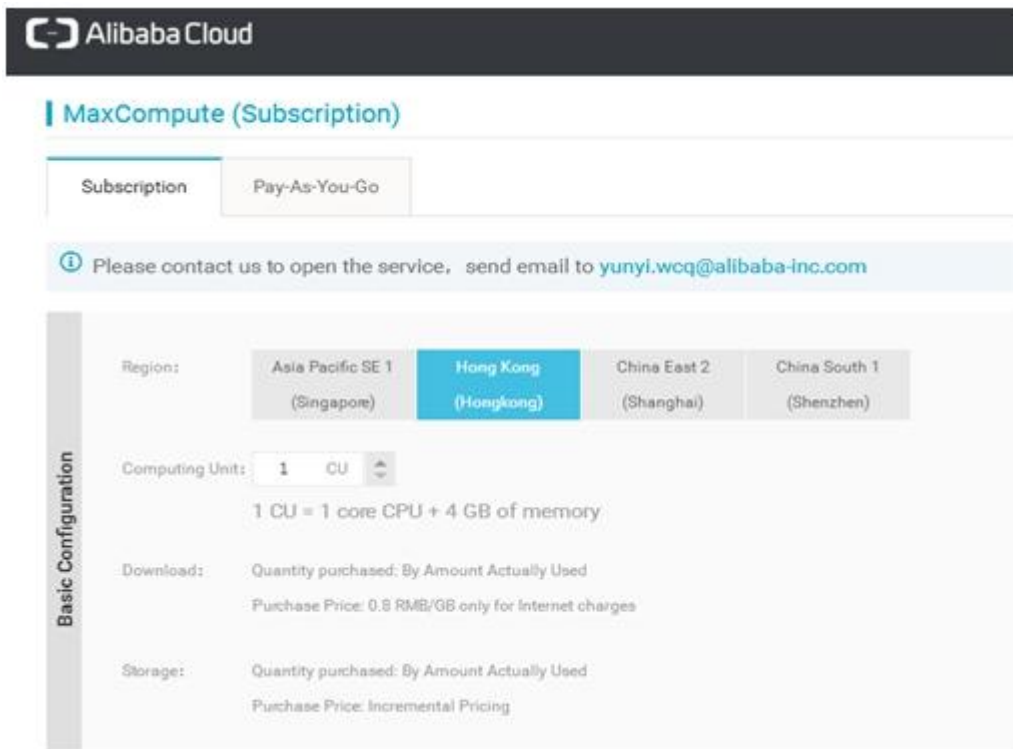 Alibaba Cloud
MaxCompute (Subscription)
Subscription Pay-As-You-Go
Please contact us to open the service, send email to yunyi.wcq@alibaba-inc.com
Basic Configuration
Region: Asia Pacific SE 1 Hong Kong China East 2 China South 1
(Singapore) (Hongkong) (Shanghai) (Shenzhen)
Computing Unit: 1 CU
1 CU = 1 core CPU + 4 GB of memory
Download: Quantity purchased: By Amount Actually Used
Purchase Price: 0.8 RMB/GB only for Internet charges
Storage: Quantity purchased: By Amount Actually Used
Purchase Price: Incremental Pricing